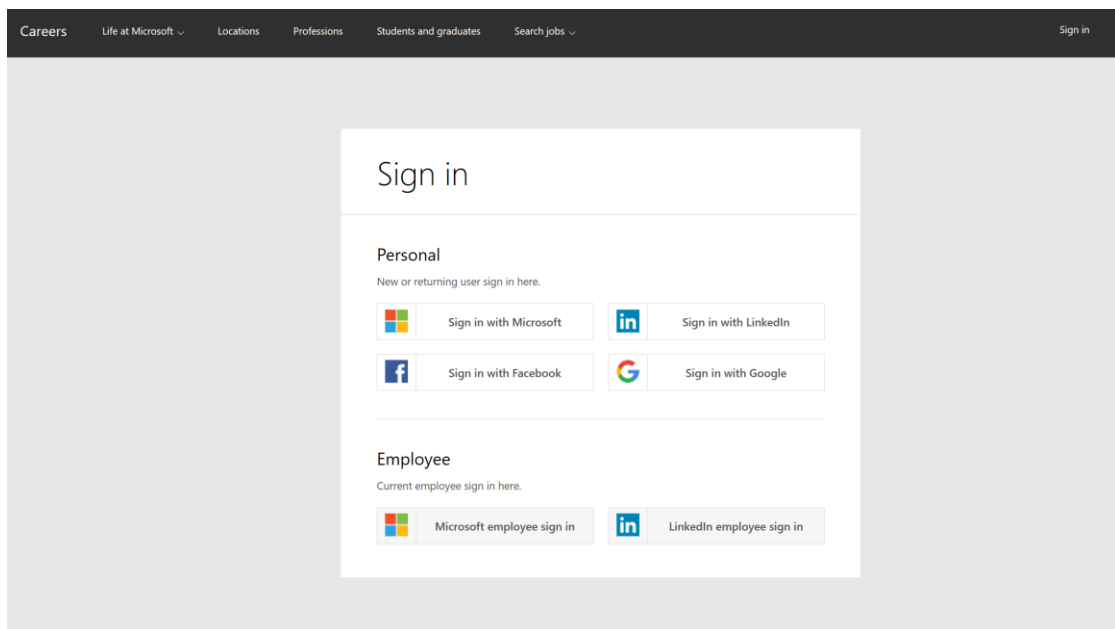 Careers Life at Microsoft Locations Professions Students and graduates Search jobs Sign in
Sign in
Personal
New or returning user sign in here.
Sign in with Microsoft in Sign in with LinkedIn
f Sign in with Facebook G Sign in with Google
Employee
Current employee sign in here.
Microsoft employee sign in in LinkedIn employee sign in